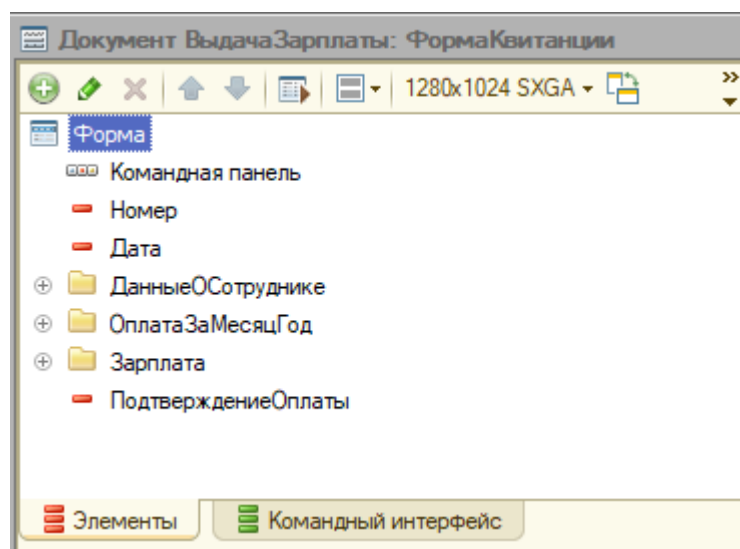 Документ ВыдачаЗарплаты: ФормаКвитанции
1280x1024 SXGA
Форма
Командная панель
Номер
Дата
ДанныеОСотруднике
ОплатаЗаМесяцГод
Зарплата
ПодтверждениеОплаты
Элементы Командный интерфейс